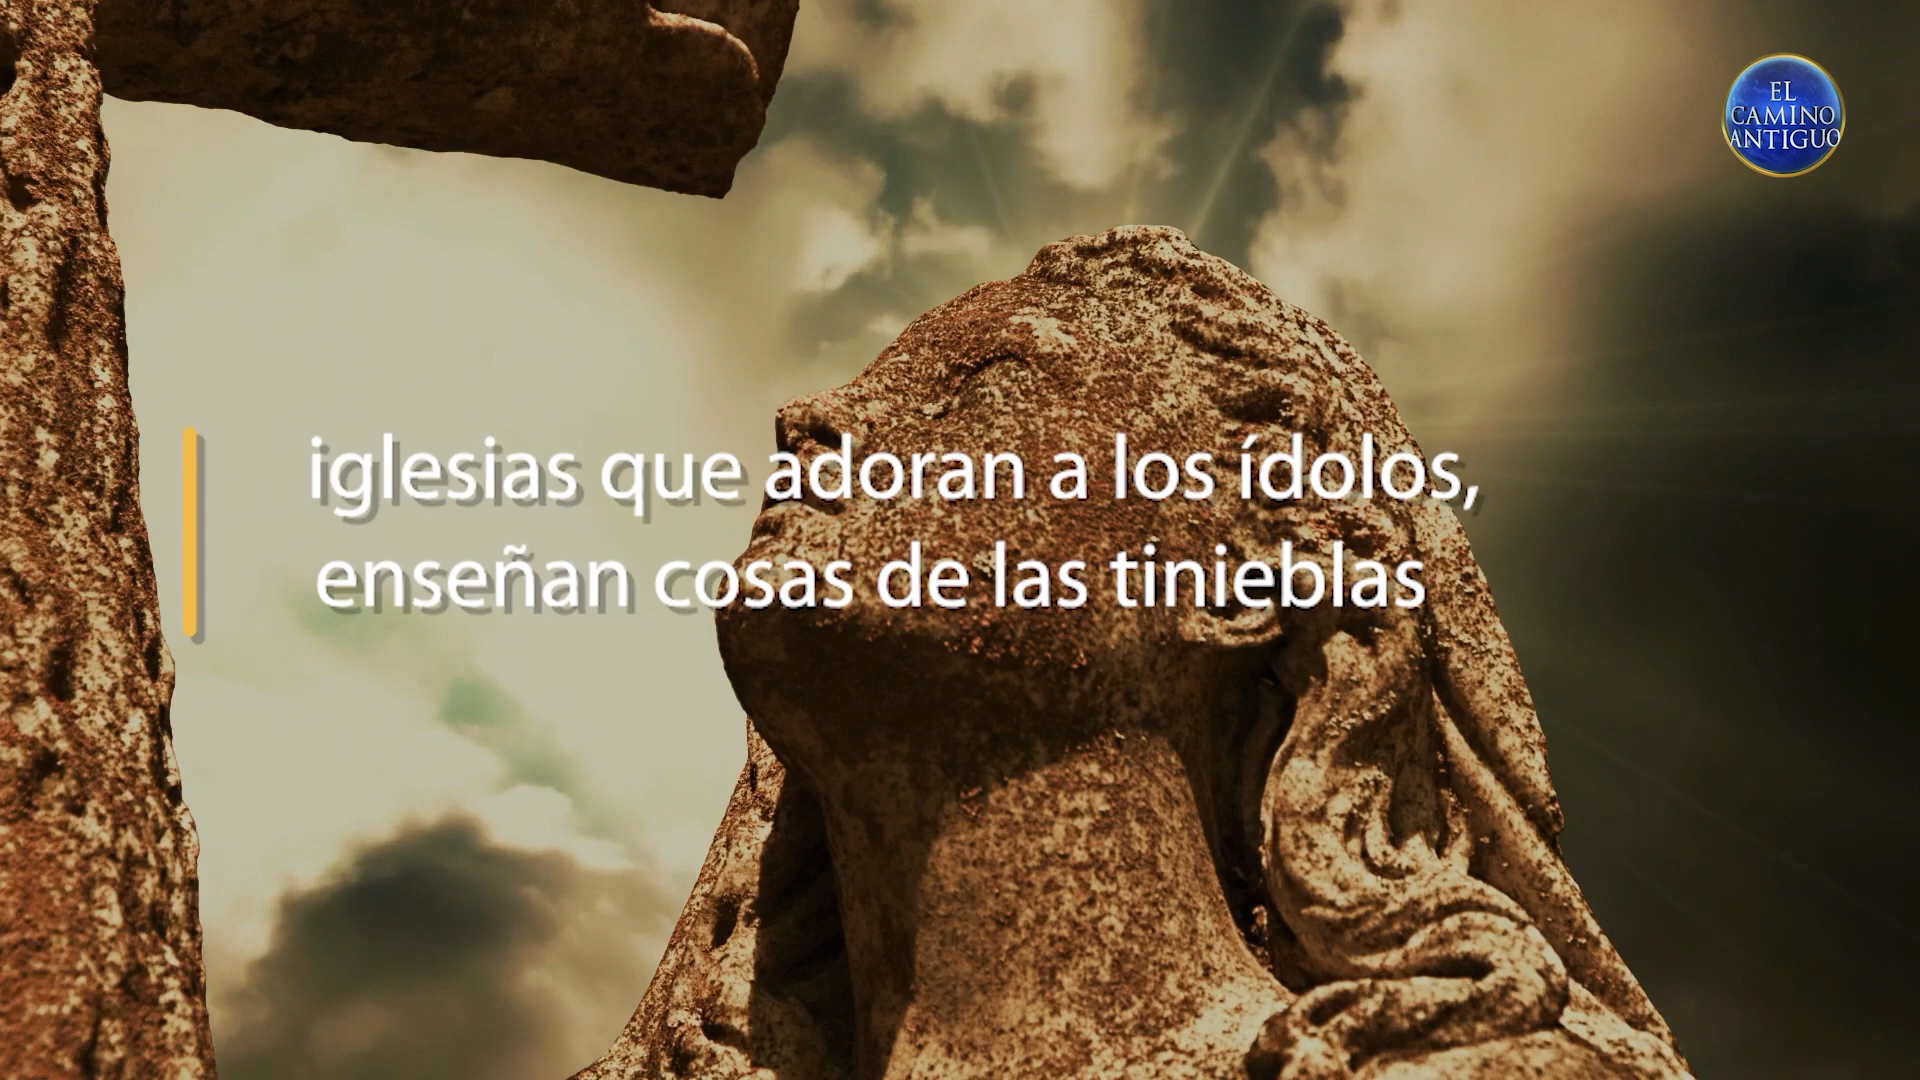 EL
CAMINO
ANTIGUO
iglesias que adoran a los ídolos,
enseñan cosas de las tinieblas